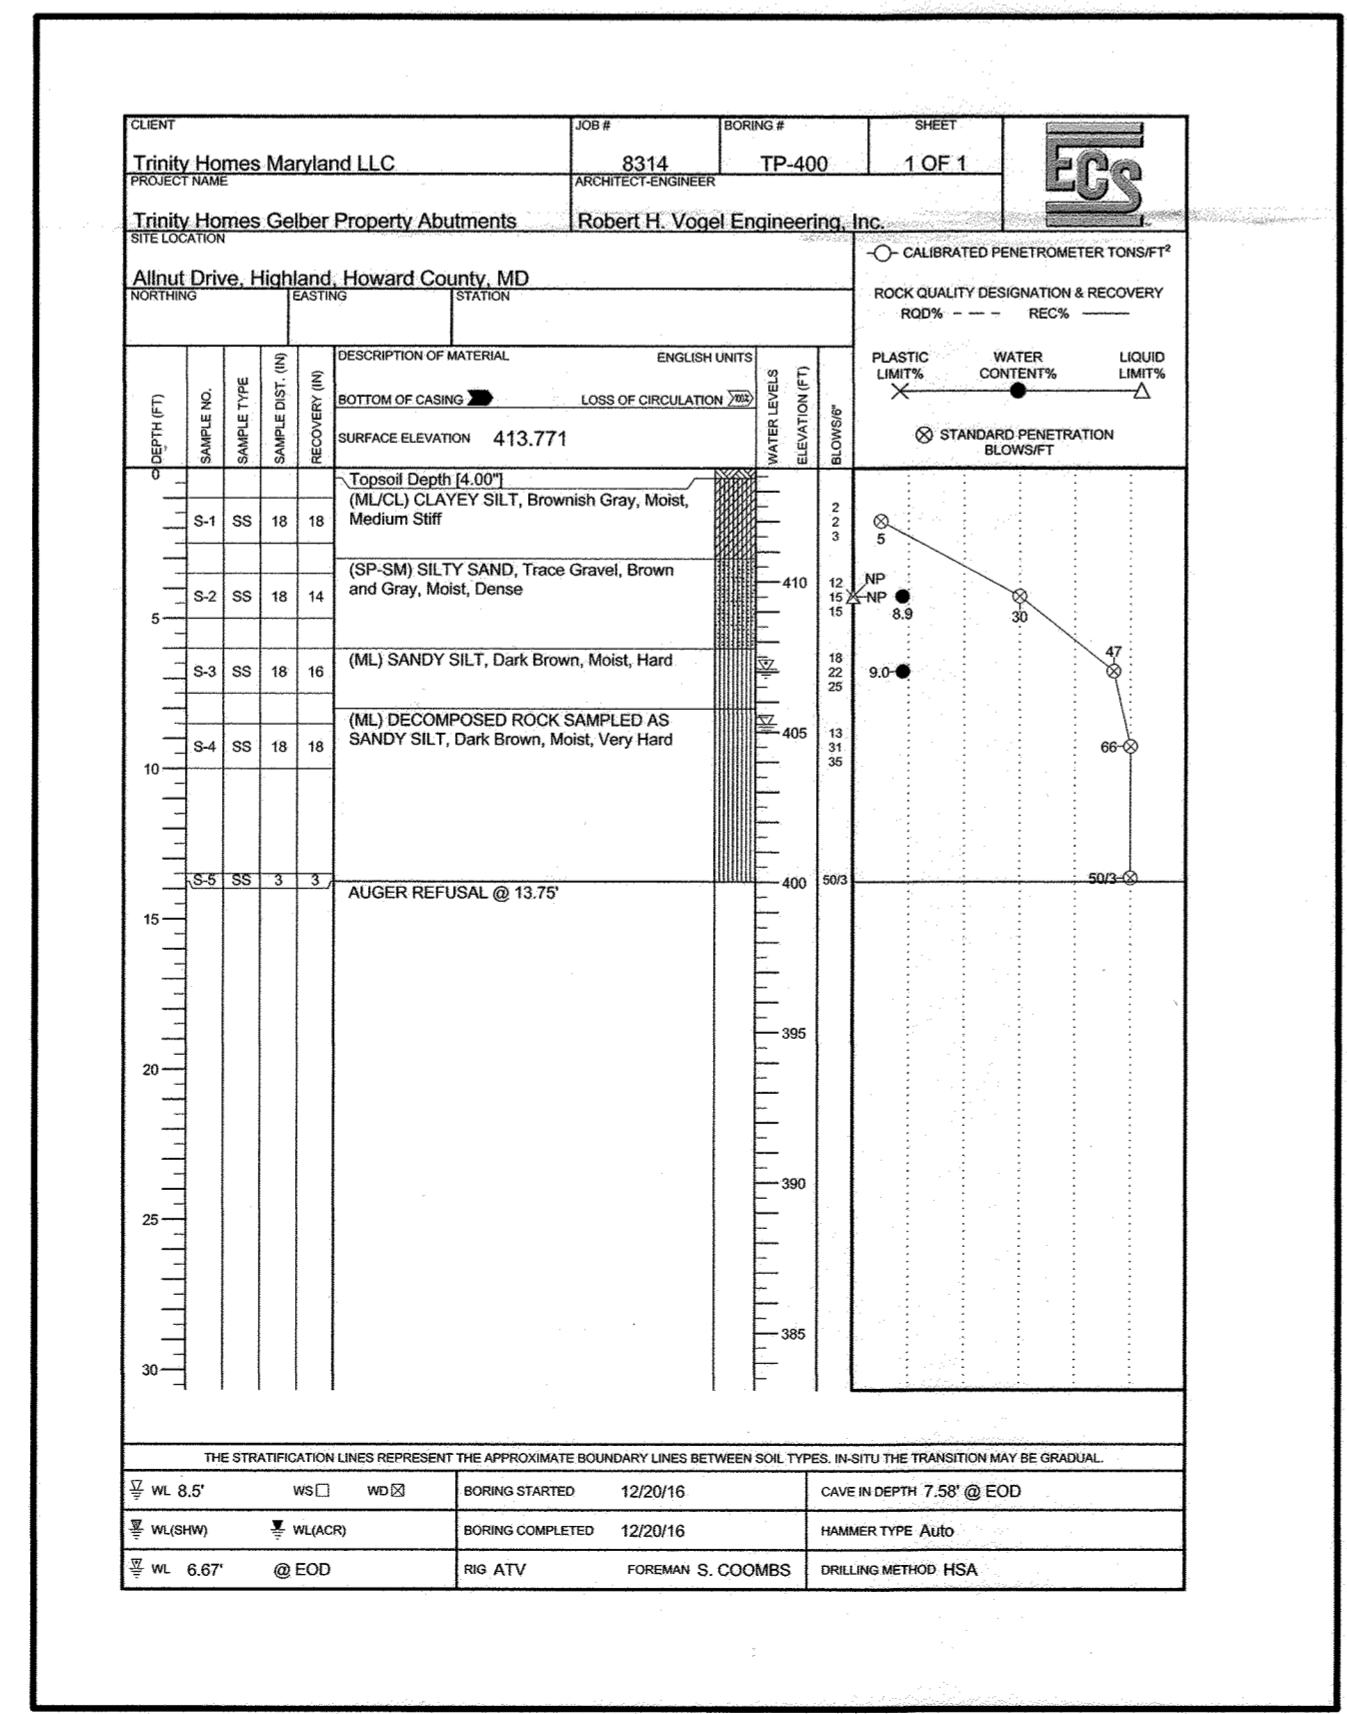 CLIENT
Trinity Homes Maryland LLC
JOB #
8314
BORING #
TP-400
SHEET
1 OF 1
ECS
PROJECT NAME
Trinity Homes Gelber Property Abutments
ARCHITECT-ENGINEER
Robert H. Vogel Engineering, Inc.
SITE LOCATION
Allnut Drive, Highland, Howard County, MD
NORTHING
EASTING
STATION
CALIBRATED PENETROMETER TONS/FT²
ROCK QUALITY DESIGNATION & RECOVERY
RQD% - - - REC% ———
PLASTIC LIMIT%
WATER CONTENT%
LIQUID LIMIT%
STANDARD PENETRATION
BLOWS/FT
DEPTH (FT)
SAMPLE NO.
SAMPLE TYPE
SAMPLE DIST. (IN)
RECOVERY (IN)
DESCRIPTION OF MATERIAL
ENGLISH UNITS
BOTTOM OF CASING
LOSS OF CIRCULATION 100%
SURFACE ELEVATION 413.771
WATER LEVELS
ELEVATION (FT)
BLOWS/6"
0
Topsoil Depth [4.00"]
(ML/CL) CLAYEY SILT, Brownish Gray, Moist,
Medium Stiff
S-1 SS 18 18
2
2
3
5
(SP-SM) SILTY SAND, Trace Gravel, Brown
and Gray, Moist, Dense
S-2 SS 18 14
410
12
15
15
NP
NP
8.9
30
5
(ML) SANDY SILT, Dark Brown, Moist, Hard
S-3 SS 18 16
18
22
25
9.0
47
(ML) DECOMPOSED ROCK SAMPLED AS
SANDY SILT, Dark Brown, Moist, Very Hard
S-4 SS 18 18
405
13
31
35
66
10
S-5 SS 3 3
AUGER REFUSAL @ 13.75'
400
50/3
50/3
15
395
20
390
25
385
30
THE STRATIFICATION LINES REPRESENT THE APPROXIMATE BOUNDARY LINES BETWEEN SOIL TYPES. IN-SITU THE TRANSITION MAY BE GRADUAL.
WL 8.5' WS WD
BORING STARTED 12/20/16
CAVE IN DEPTH 7.58' @ EOD
WL(SHW) WL(ACR)
BORING COMPLETED 12/20/16
HAMMER TYPE Auto
WL 6.67' @ EOD
RIG ATV FOREMAN S. COOMBS
DRILLING METHOD HSA